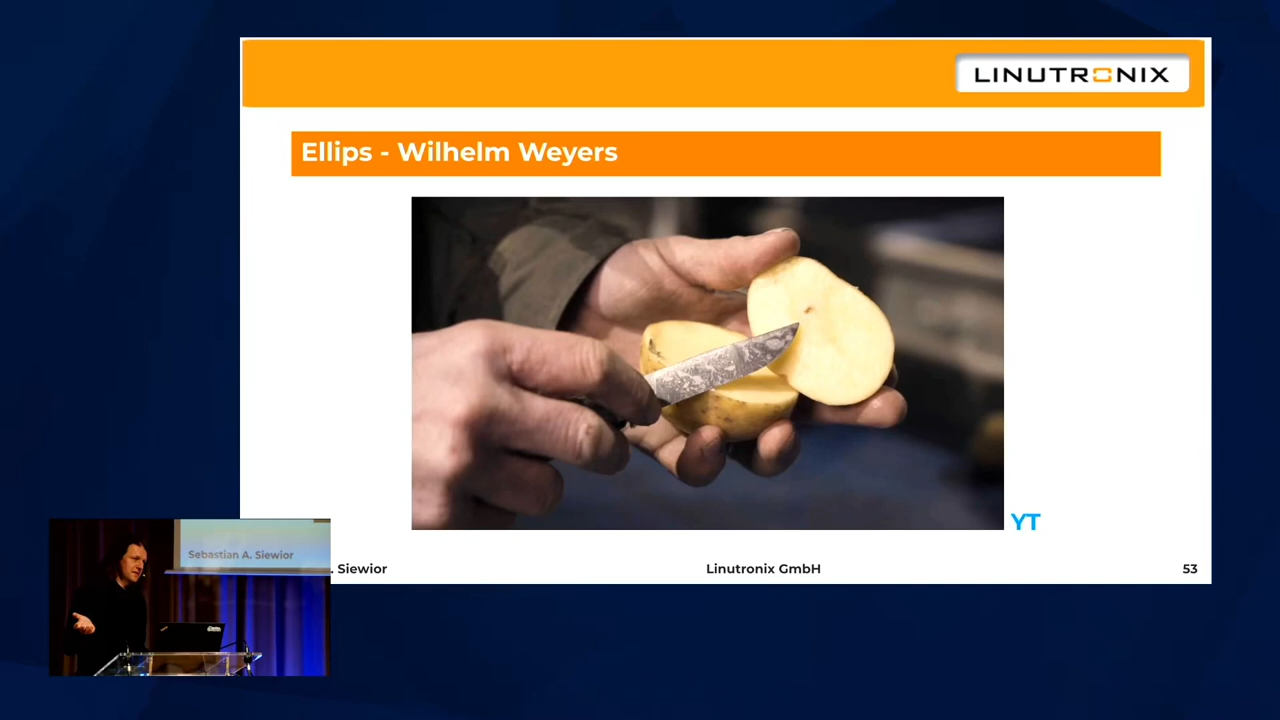 LINUTRONIX
Ellips - Wilhelm Weyers
YT
Sebastian A. Siewior
. Siewior
Linutronix GmbH
53